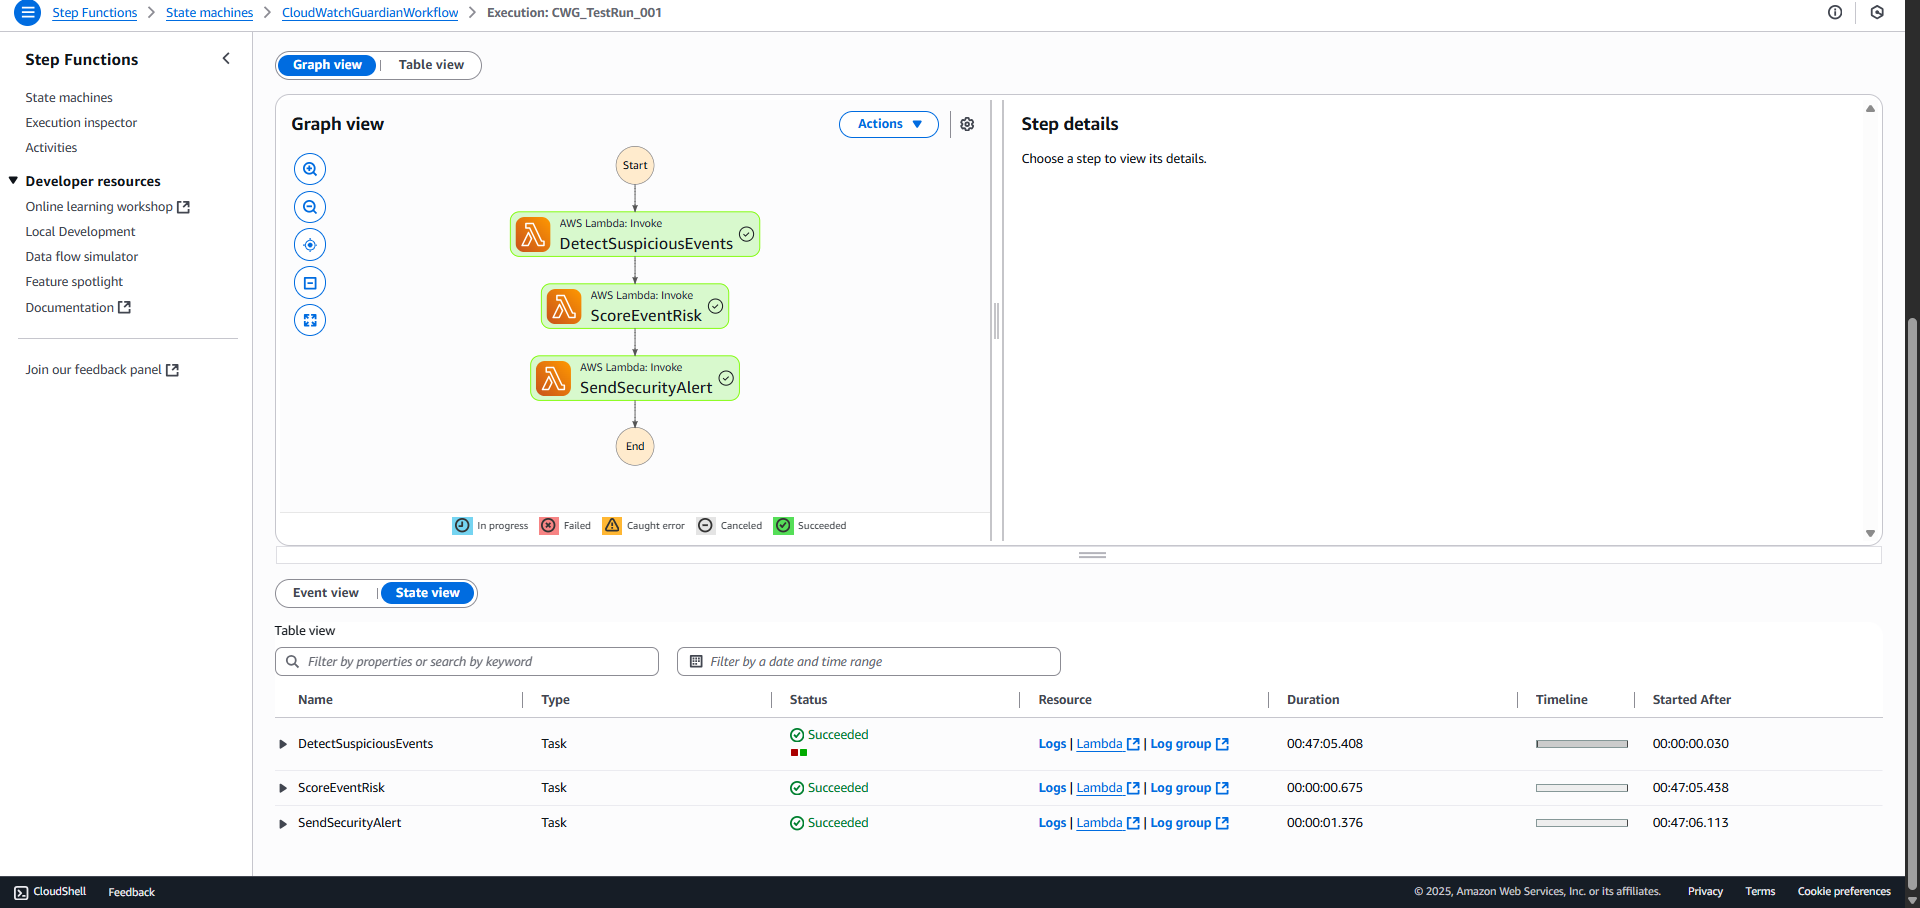 Step Functions > State machines > CloudWatchGuardianWorkflow > Execution: CWG_TestRun_001
Step Functions
State machines
Execution inspector
Activities
Developer resources
Online learning workshop
Local Development
Data flow simulator
Feature spotlight
Documentation
Join our feedback panel
Graph view | Table view
Graph view
Actions
Start
AWS Lambda: Invoke
DetectSuspiciousEvents
AWS Lambda: Invoke
ScoreEventRisk
AWS Lambda: Invoke
SendSecurityAlert
End
In progress Failed Caught error Canceled Succeeded
Step details
Choose a step to view its details.
Event view | State view
Table view
Filter by properties or search by keyword
Filter by a date and time range
Name Type Status Resource Duration Timeline Started After
DetectSuspiciousEvents Task Succeeded Logs | Lambda | Log group 00:47:05.408 00:00:00.030
ScoreEventRisk Task Succeeded Logs | Lambda | Log group 00:00:00.675 00:47:05.438
SendSecurityAlert Task Succeeded Logs | Lambda | Log group 00:00:01.376 00:47:06.113
CloudShell Feedback © 2025, Amazon Web Services, Inc. or its affiliates. Privacy Terms Cookie preferences